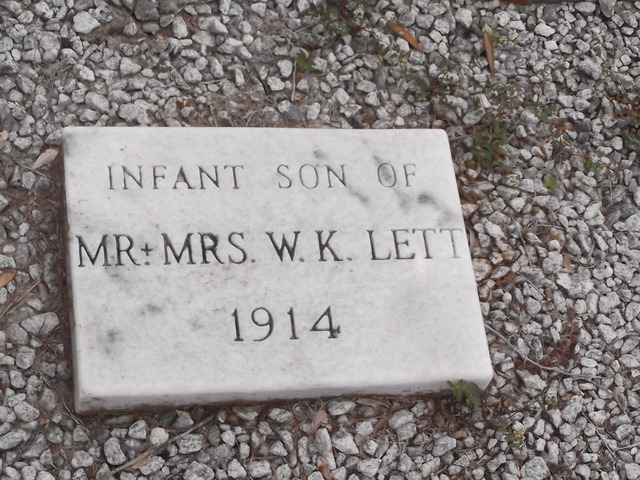 INFANT SON OF
MR. + MRS. W. K. LETT
1914